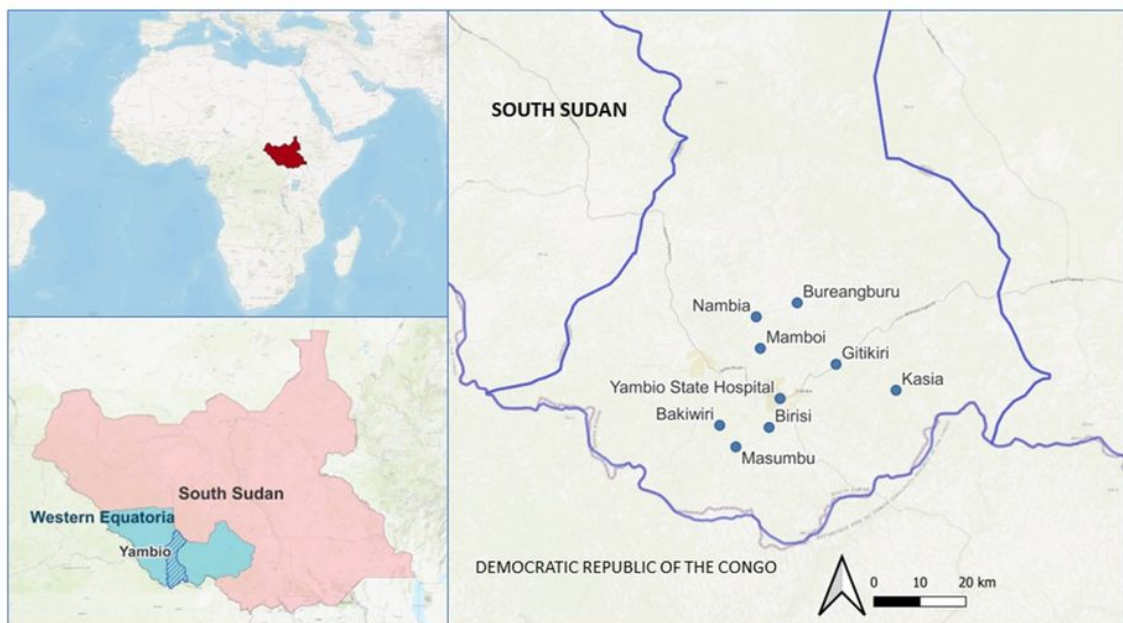 South Sudan
Western Equatoria
Yambio
SOUTH SUDAN
Bureangburu
Nambia
Mamboi
Gitikiri
Kasia
Yambio State Hospital
Bakiwiri
Birisi
Masumbu
DEMOCRATIC REPUBLIC OF THE CONGO
0 10 20 km